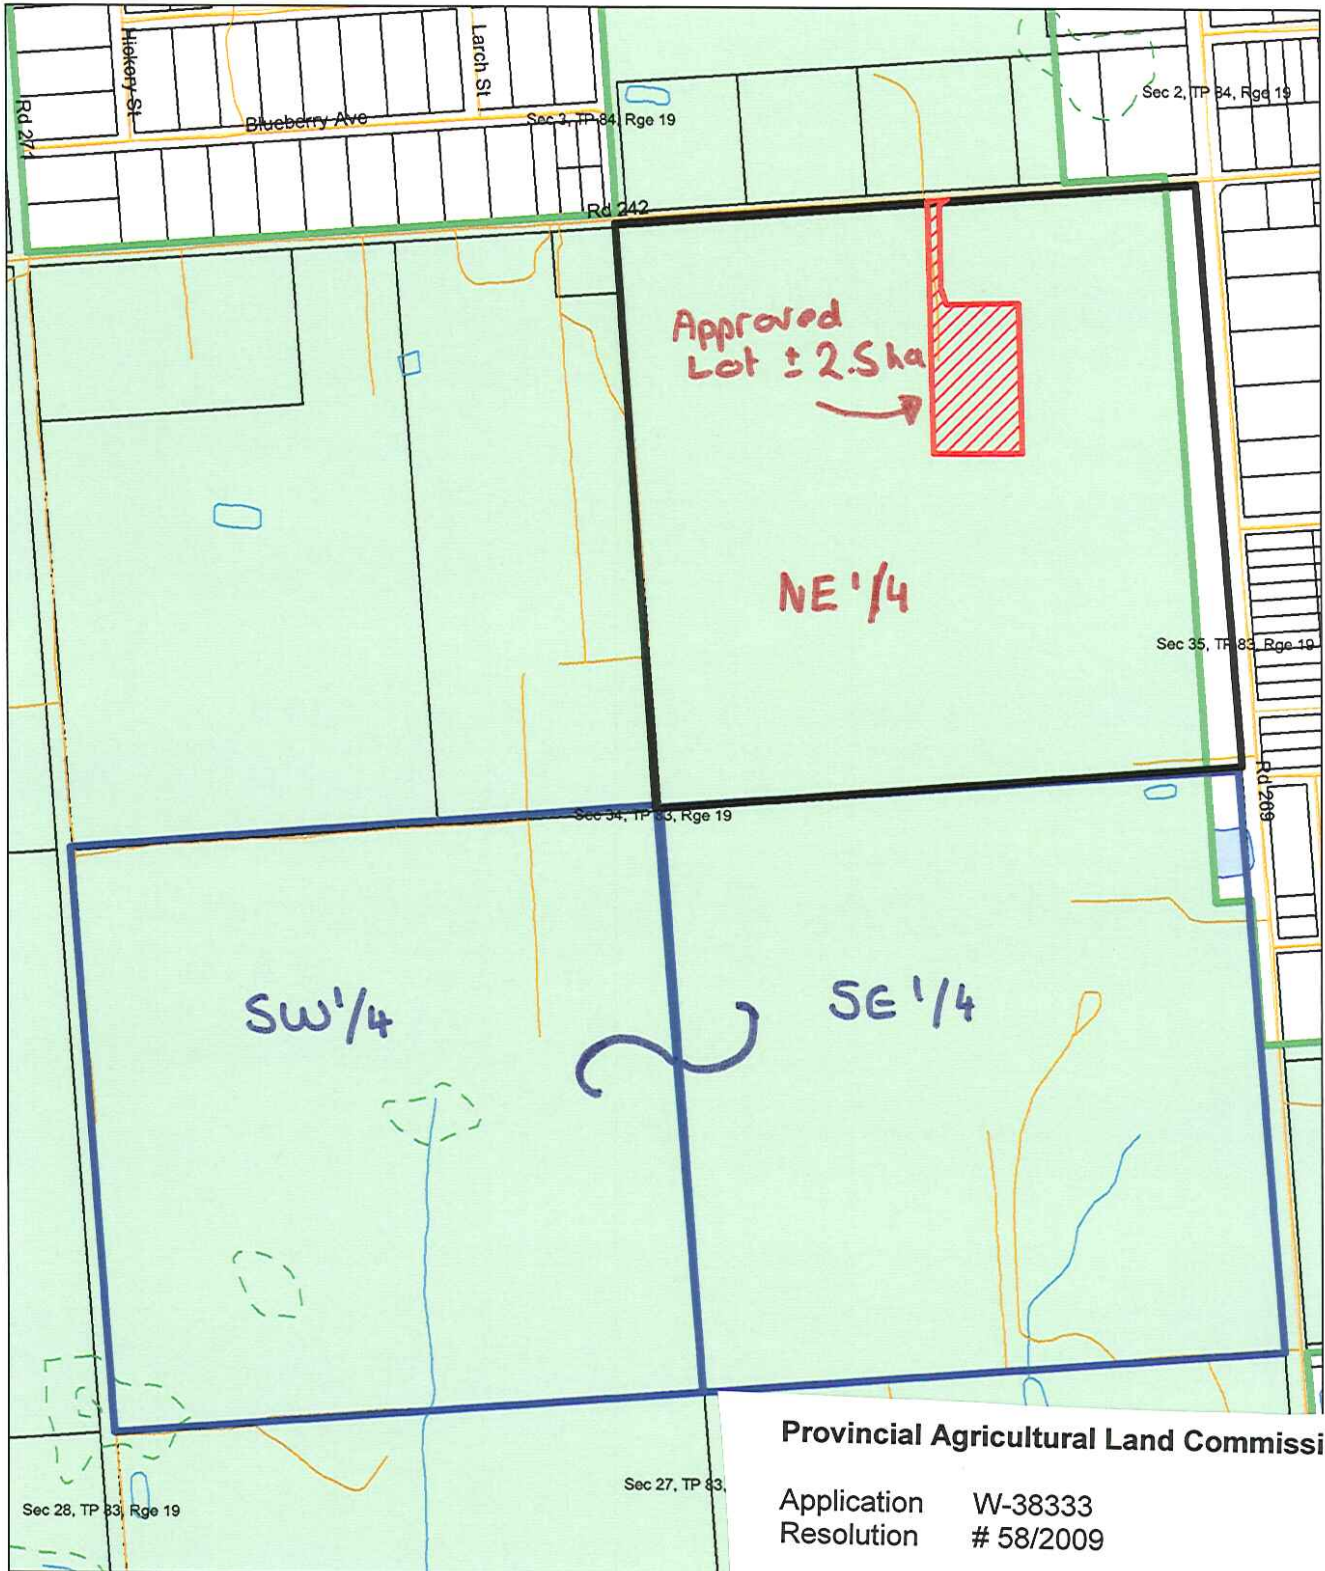 Hickory St
Larch St
Rd 271
Blueberry Ave
Sec 3, TP 84, Rge 19
Sec 2, TP 84, Rge 19
Rd 242
Approved
Lot ± 2.5 ha
NE 1/4
Sec 35, TP 83, Rge 19
Rd 269
Sec 34, TP 83, Rge 19
SW 1/4
SE 1/4
Provincial Agricultural Land Commissi
Sec 27, TP 83,
Application W-38333
Sec 28, TP 83, Rge 19
Resolution # 58/2009